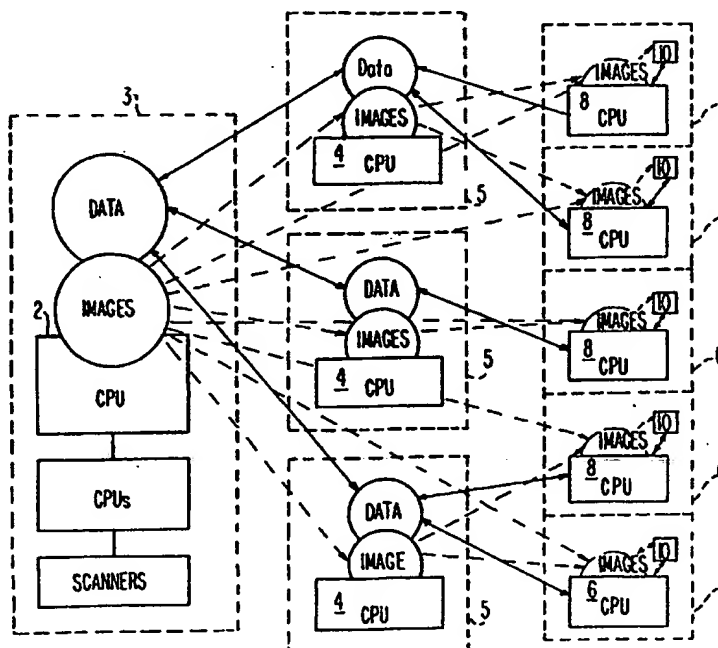 3
DATA
IMAGES
2
CPU
CPUs
SCANNERS
Data
IMAGES
4 CPU
5
DATA
IMAGES
4 CPU
5
DATA
IMAGE
4 CPU
5
IMAGES
10
8
CPU
IMAGES
10
8
CPU
IMAGES
10
8
CPU
IMAGES
10
8
CPU
IMAGES
10
6
CPU